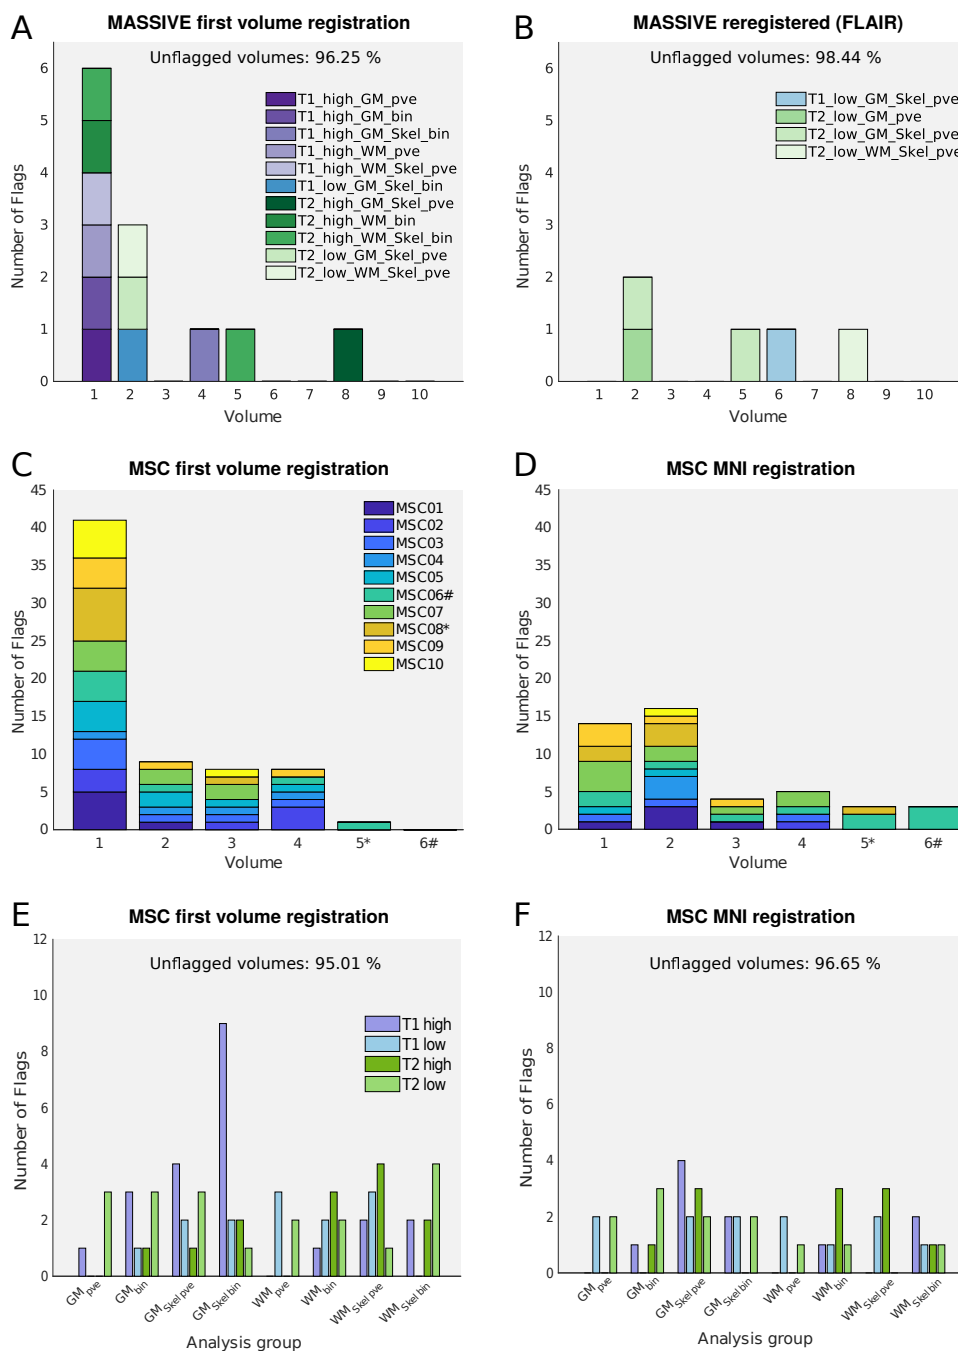 A
MASSIVE first volume registration
Unflagged volumes: 96.25 %
T1_high_GM_pve
T1_high_GM_bin
T1_high_GM_Skel_bin
T1_high_WM_pve
T1_high_WM_Skel_pve
T1_low_GM_Skel_bin
T2_high_GM_Skel_pve
T2_high_WM_bin
T2_high_WM_Skel_bin
T2_low_GM_Skel_pve
T2_low_WM_Skel_pve
Number of Flags
6
5
4
3
2
1
0
1 2 3 4 5 6 7 8 9 10
Volume
B
MASSIVE reregistered (FLAIR)
Unflagged volumes: 98.44 %
T1_low_GM_Skel_pve
T2_low_GM_pve
T2_low_GM_Skel_pve
T2_low_WM_Skel_pve
Number of Flags
6
5
4
3
2
1
0
1 2 3 4 5 6 7 8 9 10
Volume
C
MSC first volume registration
MSC01
MSC02
MSC03
MSC04
MSC05
MSC06#
MSC07
MSC08*
MSC09
MSC10
Number of Flags
45
40
35
30
25
20
15
10
5
0
1 2 3 4 5* 6#
Volume
D
MSC MNI registration
Number of Flags
45
40
35
30
25
20
15
10
5
0
1 2 3 4 5* 6#
Volume
E
MSC first volume registration
Unflagged volumes: 95.01 %
T1 high
T1 low
T2 high
T2 low
Number of Flags
12
10
8
6
4
2
0
GM pve
GM bin
GM Skel pve
GM Skel bin
WM pve
WM bin
WM Skel pve
WM Skel bin
Analysis group
F
MSC MNI registration
Unflagged volumes: 96.65 %
Number of Flags
12
10
8
6
4
2
0
GM pve
GM bin
GM Skel pve
GM Skel bin
WM pve
WM bin
WM Skel pve
WM Skel bin
Analysis group